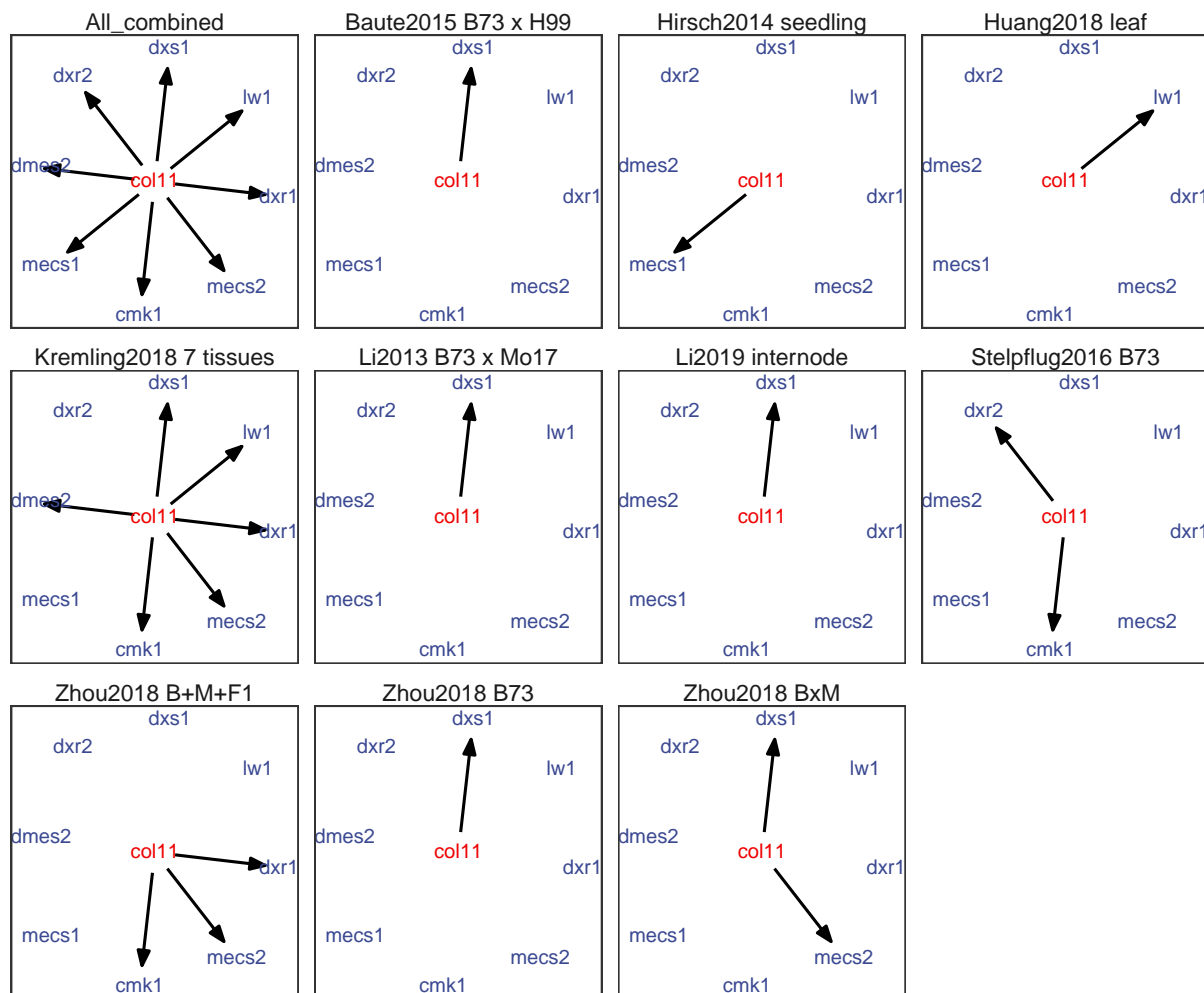 All_combined
dxs1
dxr2
lw1
dmes2
col11
dxr1
mecs1
mecs2
cmk1
Baute2015 B73 x H99
dxs1
dxr2
lw1
dmes2
col11
dxr1
mecs1
mecs2
cmk1
Hirsch2014 seedling
dxs1
dxr2
lw1
dmes2
col11
dxr1
mecs1
mecs2
cmk1
Huang2018 leaf
dxs1
dxr2
lw1
dmes2
col11
dxr1
mecs1
mecs2
cmk1
Kremling2018 7 tissues
dxs1
dxr2
lw1
dmes2
col11
dxr1
mecs1
mecs2
cmk1
Li2013 B73 x Mo17
dxs1
dxr2
lw1
dmes2
col11
dxr1
mecs1
mecs2
cmk1
Li2019 internode
dxs1
dxr2
lw1
dmes2
col11
dxr1
mecs1
mecs2
cmk1
Stelpflug2016 B73
dxs1
dxr2
lw1
dmes2
col11
dxr1
mecs1
mecs2
cmk1
Zhou2018 B+M+F1
dxs1
dxr2
lw1
dmes2
col11
dxr1
mecs1
mecs2
cmk1
Zhou2018 B73
dxs1
dxr2
lw1
dmes2
col11
dxr1
mecs1
mecs2
cmk1
Zhou2018 BxM
dxs1
dxr2
lw1
dmes2
col11
dxr1
mecs1
mecs2
cmk1